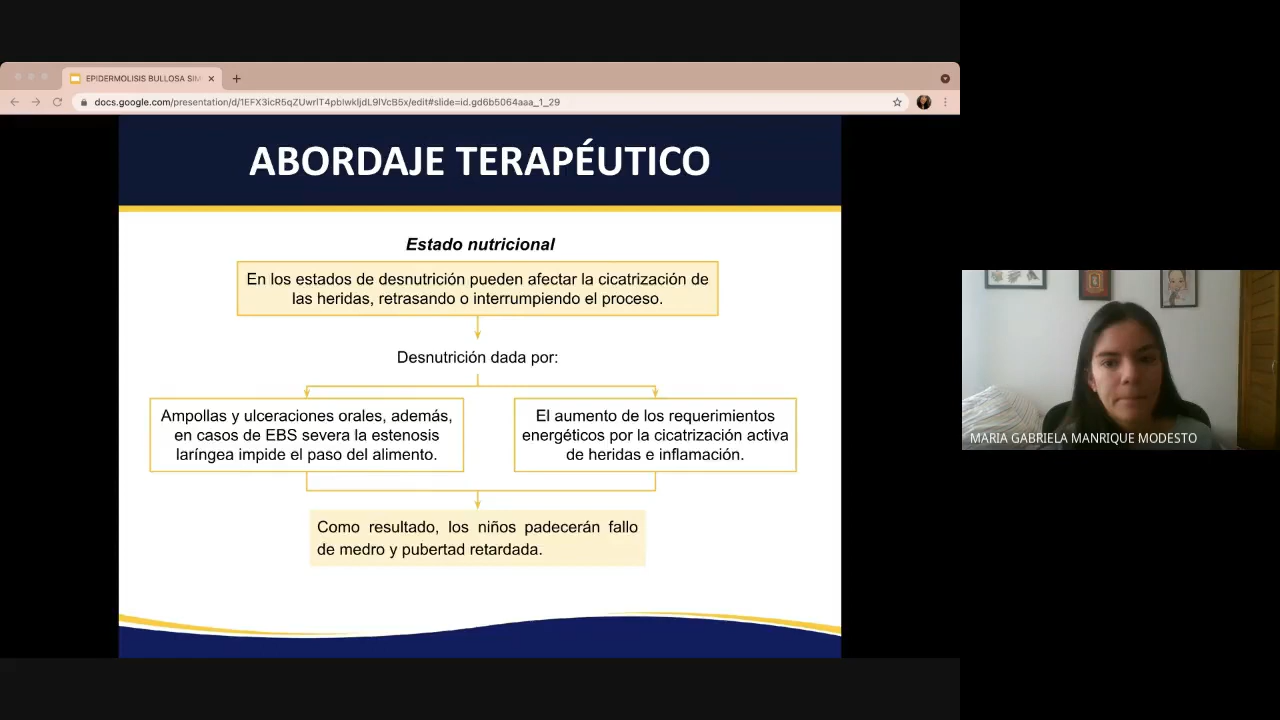 EPIDERMOLISIS BULLOSA SIM
docs.google.com/presentation/d/1EFX3icR5qZUwrlT4pbIwkljdL9lVcB5x/edit#slide=id.gd6b5064aaa_1_29
ABORDAJE TERAPÉUTICO
Estado nutricional
En los estados de desnutrición pueden afectar la cicatrización de
las heridas, retrasando o interrumpiendo el proceso.
Desnutrición dada por:
Ampollas y ulceraciones orales, además,
en casos de EBS severa la estenosis
laríngea impide el paso del alimento.
El aumento de los requerimientos
energéticos por la cicatrización activa
de heridas e inflamación.
Como resultado, los niños padecerán fallo
de medro y pubertad retardada.
MARIA GABRIELA MANRIQUE MODESTO